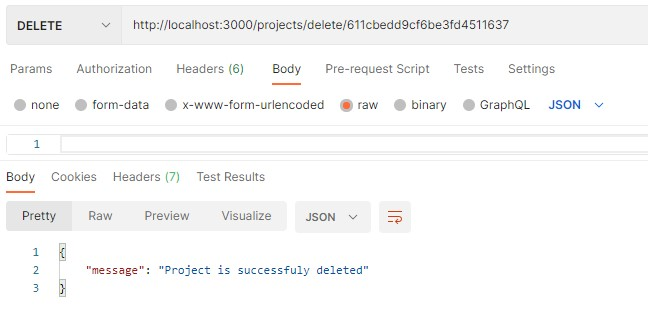 DELETE http://localhost:3000/projects/delete/611cbedd9cf6be3fd4511637
Params Authorization Headers (6) Body Pre-request Script Tests Settings
none form-data x-www-form-urlencoded raw binary GraphQL JSON
1
Body Cookies Headers (7) Test Results
Pretty Raw Preview Visualize JSON
1 {
2 "message": "Project is successfuly deleted"
3 }